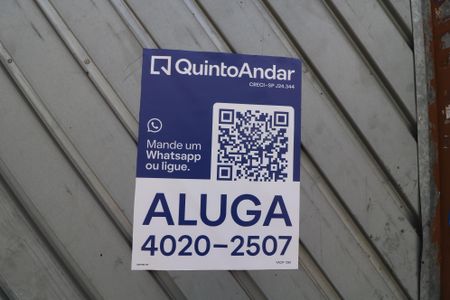 QuintoAndar
CRECI-SP J24.344
Mande um
Whatsapp
ou ligue.
ALUGA
4020-2507